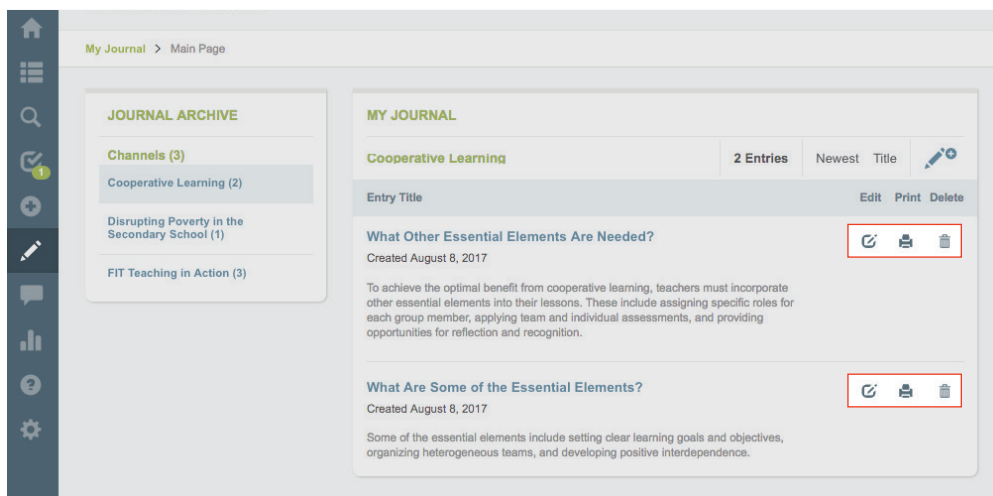 My Journal > Main Page
JOURNAL ARCHIVE
Channels (3)
Cooperative Learning (2)
Disrupting Poverty in the
Secondary School (1)
FIT Teaching in Action (3)
MY JOURNAL
Cooperative Learning 2 Entries Newest Title
Entry Title Edit Print Delete
What Other Essential Elements Are Needed?
Created August 8, 2017
To achieve the optimal benefit from cooperative learning, teachers must incorporate
other essential elements into their lessons. These include assigning specific roles for
each group member, applying team and individual assessments, and providing
opportunities for reflection and recognition.
What Are Some of the Essential Elements?
Created August 8, 2017
Some of the essential elements include setting clear learning goals and objectives,
organizing heterogeneous teams, and developing positive interdependence.
1